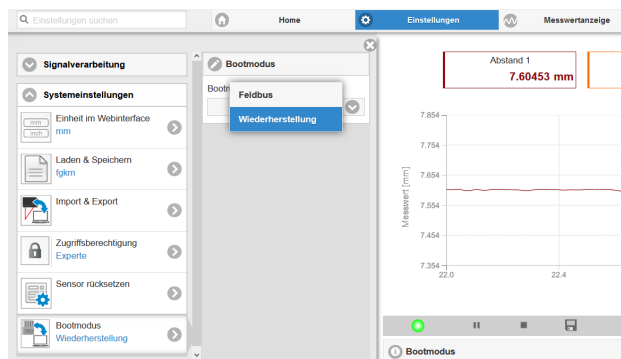 Einstellungen suchen
Home
Einstellungen
Messwertanzeige
Signalverarbeitung
Systemeinstellungen
mm
inch
Einheit im Webinterface
mm
Laden & Speichern
fgkm
Import & Export
Zugriffsberechtigung
Experte
Sensor rücksetzen
Bootmodus
Wiederherstellung
Bootmodus
Feldbus
Wiederherstellung
Abstand 1
7.60453 mm
Messwert [mm]
7.854
7.754
7.654
7.554
7.454
7.354
22.0
22.4
Bootmodus